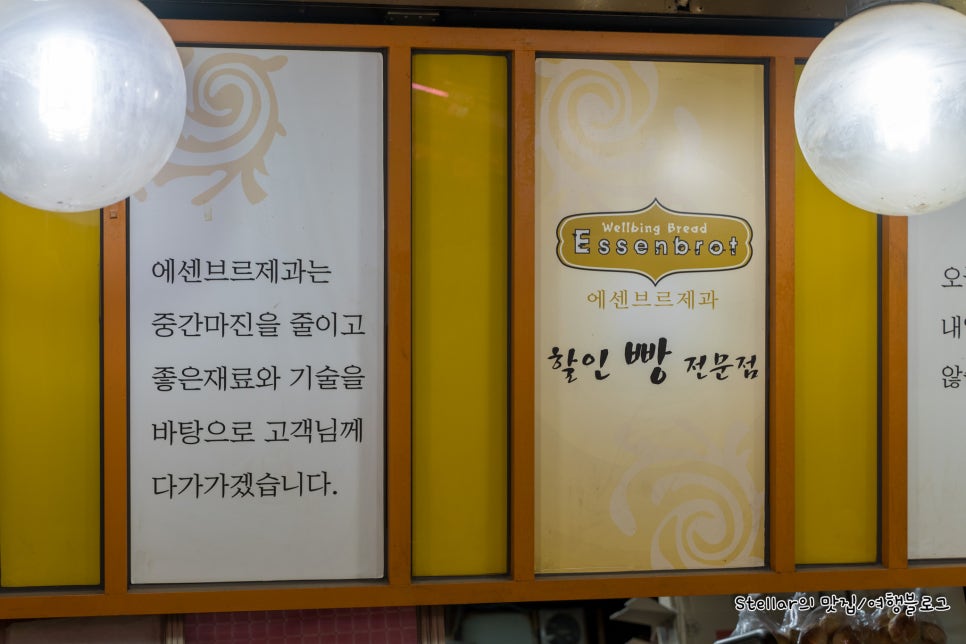 에센브르제과는
중간마진을 줄이고
좋은재료와 기술을
바탕으로 고객님께
다가가겠습니다.
Wellbing Bread
Essenbrot
에센브르제과
할인 빵 전문점
Stellar의 맛집/여행블로그